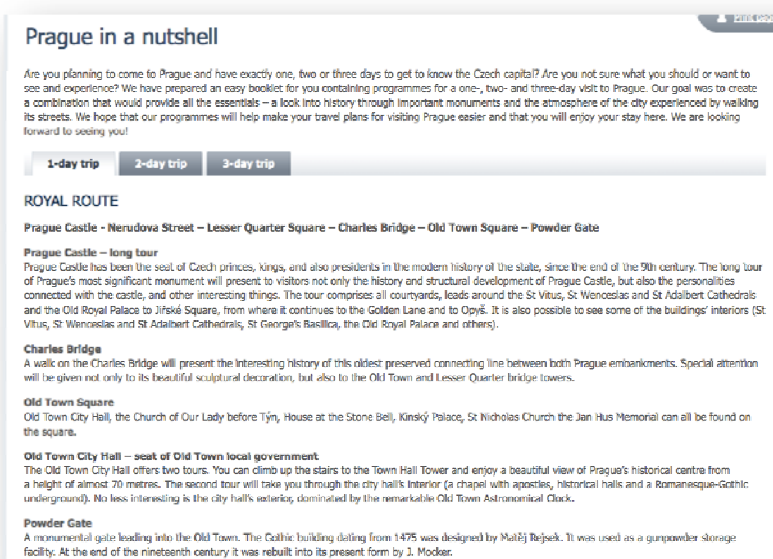 Print page
Prague in a nutshell
Are you planning to come to Prague and have exactly one, two or three days to get to know the Czech capital? Are you not sure what you should or want to
see and experience? We have prepared an easy booklet for you containing programmes for a one-, two- and three-day visit to Prague. Our goal was to create
a combination that would provide all the essentials – a look into history through important monuments and the atmosphere of the city experienced by walking
its streets. We hope that our programmes will help make your travel plans for visiting Prague easier and that you will enjoy your stay here. We are looking
forward to seeing you!
1-day trip 2-day trip 3-day trip
ROYAL ROUTE
Prague Castle - Nerudova Street – Lesser Quarter Square – Charles Bridge – Old Town Square – Powder Gate
Prague Castle – long tour
Prague Castle has been the seat of Czech princes, kings, and also presidents in the modern history of the state, since the end of the 9th century. The long tour
of Prague's most significant monument will present to visitors not only the history and structural development of Prague Castle, but also the personalities
connected with the castle, and other interesting things. The tour comprises all courtyards, leads around the St Vitus, St Wenceslas and St Adalbert Cathedrals
and the Old Royal Palace to Jiřské Square, from where it continues to the Golden Lane and to Opyš. It is also possible to see some of the buildings' interiors (St
Vitus, St Wenceslas and St Adalbert Cathedrals, St George's Basilica, the Old Royal Palace and others).
Charles Bridge
A walk on the Charles Bridge will present the interesting history of this oldest preserved connecting line between both Prague embankments. Special attention
will be given not only to its beautiful sculptural decoration, but also to the Old Town and Lesser Quarter bridge towers.
Old Town Square
Old Town City Hall, the Church of Our Lady before Týn, House at the Stone Bell, Kinský Palace, St Nicholas Church the Jan Hus Memorial can all be found on
the square.
Old Town City Hall – seat of Old Town local government
The Old Town City Hall offers two tours. You can climb up the stairs to the Town Hall Tower and enjoy a beautiful view of Prague's historical centre from
a height of almost 70 metres. The second tour will take you through the city hall's interior (a chapel with apostles, historical halls and a Romanesque-Gothic
underground). No less interesting is the city hall's exterior, dominated by the remarkable Old Town Astronomical Clock.
Powder Gate
A monumental gate leading into the Old Town. The Gothic building dating from 1475 was designed by Matěj Rejsek. It was used as a gunpowder storage
facility. At the end of the nineteenth century it was rebuilt into its present form by J. Mocker.